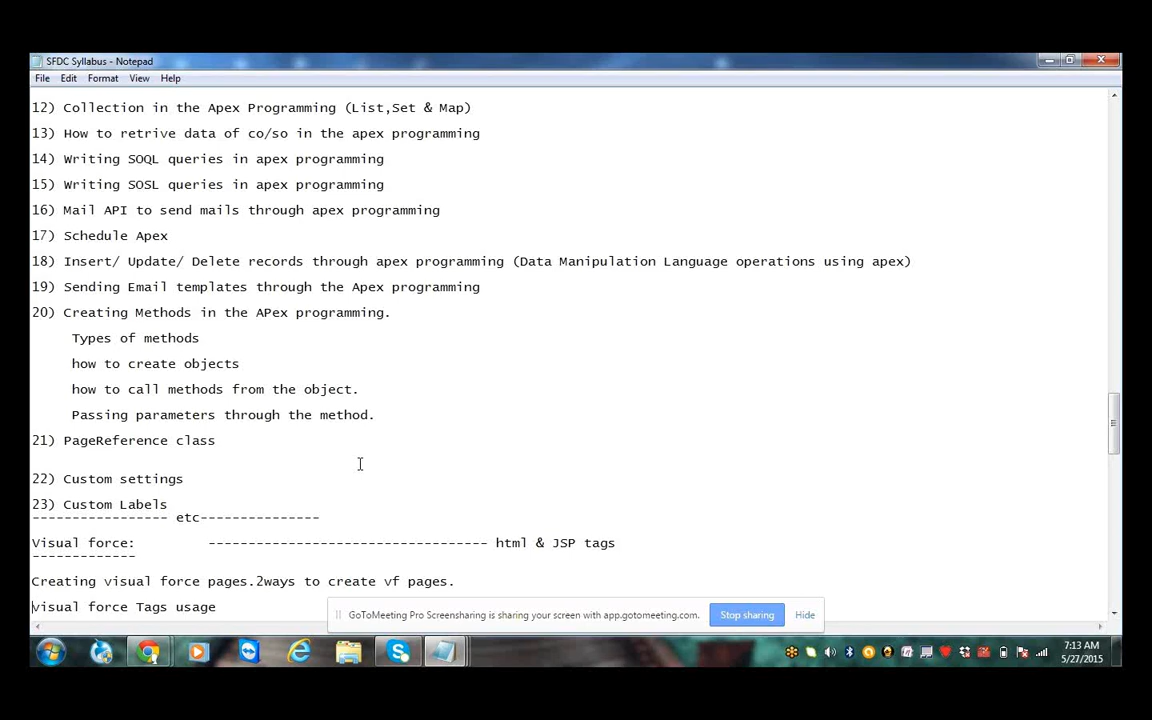 SFDC Syllabus - Notepad
File Edit Format View Help
12) Collection in the Apex Programming (List,Set & Map)
13) How to retrive data of co/so in the apex programming
14) Writing SOQL queries in apex programming
15) Writing SOSL queries in apex programming
16) Mail API to send mails through apex programming
17) Schedule Apex
18) Insert/ Update/ Delete records through apex programming (Data Manipulation Language operations using apex)
19) Sending Email templates through the Apex programming
20) Creating Methods in the APex programming.
Types of methods
how to create objects
how to call methods from the object.
Passing parameters through the method.
21) PageReference class
22) Custom settings
23) Custom Labels
----------------- etc---------------
Visual force: ----------------------------------- html & JSP tags
-------------
Creating visual force pages.2ways to create vf pages.
visual force Tags usage
GoToMeeting Pro Screensharing is sharing your screen with app.gotomeeting.com. Stop sharing Hide
7:13 AM
5/27/2015